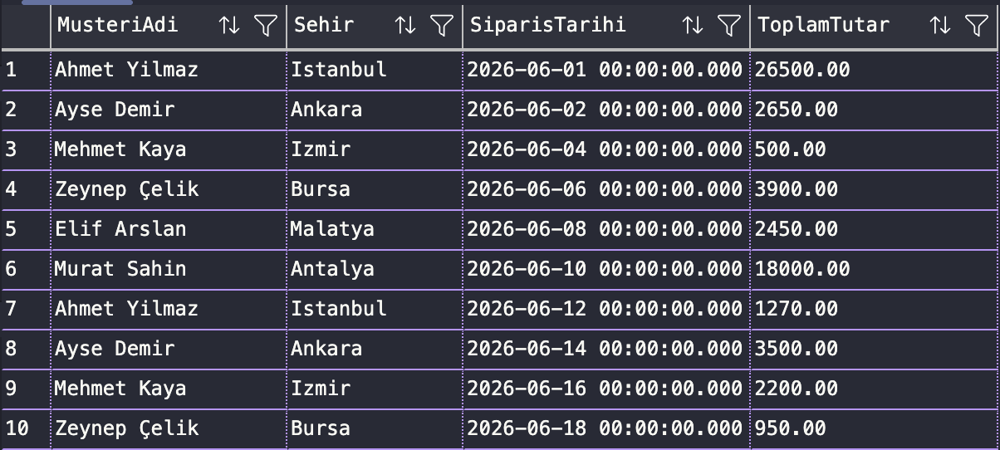 MusteriAdi Sehir SiparisTarihi ToplamTutar
1 Ahmet Yilmaz Istanbul 2026-06-01 00:00:00.000 26500.00
2 Ayse Demir Ankara 2026-06-02 00:00:00.000 2650.00
3 Mehmet Kaya Izmir 2026-06-04 00:00:00.000 500.00
4 Zeynep Çelik Bursa 2026-06-06 00:00:00.000 3900.00
5 Elif Arslan Malatya 2026-06-08 00:00:00.000 2450.00
6 Murat Sahin Antalya 2026-06-10 00:00:00.000 18000.00
7 Ahmet Yilmaz Istanbul 2026-06-12 00:00:00.000 1270.00
8 Ayse Demir Ankara 2026-06-14 00:00:00.000 3500.00
9 Mehmet Kaya Izmir 2026-06-16 00:00:00.000 2200.00
10 Zeynep Çelik Bursa 2026-06-18 00:00:00.000 950.00